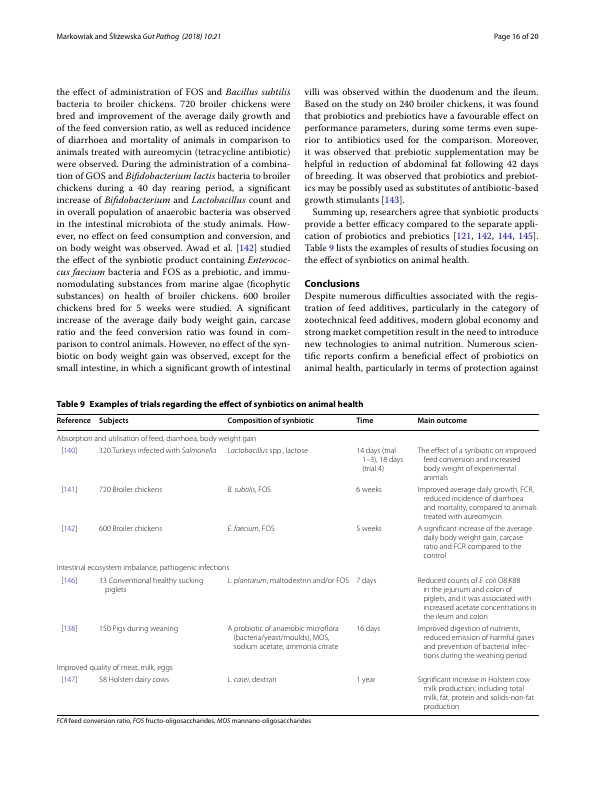 Markowiak and Śliżewska Gut Pathog (2018) 10:21
Page 16 of 20
the effect of administration of FOS and Bacillus subtilis
bacteria to broiler chickens. 720 broiler chickens were
bred and improvement of the average daily growth and
of the feed conversion ratio, as well as reduced incidence
of diarrhoea and mortality of animals in comparison to
animals treated with aureomycin (tetracycline antibiotic)
were observed. During the administration of a combina-
tion of GOS and Bifidobacterium lactis bacteria to broiler
chickens during a 40 day rearing period, a significant
increase of Bifidobacterium and Lactobacillus count and
in overall population of anaerobic bacteria was observed
in the intestinal microbiota of the study animals. How-
ever, no effect on feed consumption and conversion, and
on body weight was observed. Awad et al. [142] studied
the effect of the synbiotic product containing Enterococ-
cus faecium bacteria and FOS as a prebiotic, and immu-
nomodulating substances from marine algae (ficophytic
substances) on health of broiler chickens. 600 broiler
chickens bred for 5 weeks were studied. A significant
increase of the average daily body weight gain, carcase
ratio and the feed conversion ratio was found in com-
parison to control animals. However, no effect of the syn-
biotic on body weight gain was observed, except for the
small intestine, in which a significant growth of intestinal
villi was observed within the duodenum and the ileum.
Based on the study on 240 broiler chickens, it was found
that probiotics and prebiotics have a favourable effect on
performance parameters, during some terms even supe-
rior to antibiotics used for the comparison. Moreover,
it was observed that prebiotic supplementation may be
helpful in reduction of abdominal fat following 42 days
of breeding. It was observed that probiotics and prebiot-
ics may be possibly used as substitutes of antibiotic-based
growth stimulants [143].
Summing up, researchers agree that synbiotic products
provide a better efficacy compared to the separate appli-
cation of probiotics and prebiotics [121, 142, 144, 145].
Table 9 lists the examples of results of studies focusing on
the effect of synbiotics on animal health.
Conclusions
Despite numerous difficulties associated with the regis-
tration of feed additives, particularly in the category of
zootechnical feed additives, modern global economy and
strong market competition result in the need to introduce
new technologies to animal nutrition. Numerous scien-
tific reports confirm a beneficial effect of probiotics on
animal health, particularly in terms of protection against
Table 9 Examples of trials regarding the effect of synbiotics on animal health
Reference Subjects Composition of synbiotic Time Main outcome
Absorption and utilisation of feed, diarrhoea, body weight gain
[140] 320 Turkeys infected with Salmonella Lactobacillus spp., lactose 14 days (trial The effect of a synbiotic on improved
1–3), 18 days feed conversion and increased
(trial 4) body weight of experimental
animals
[141] 720 Broiler chickens B. subtilis, FOS 6 weeks Improved average daily growth, FCR,
reduced incidence of diarrhoea
and mortality, compared to animals
treated with aureomycin
[142] 600 Broiler chickens E. faecium, FOS 5 weeks A significant increase of the average
daily body weight gain, carcase
ratio and FCR compared to the
control
Intestinal ecosystem imbalance, pathogenic infections
[146] 33 Conventional healthy sucking L. plantarum, maltodextrin and/or FOS 7 days Reduced counts of E. coli O8:K88
piglets in the jejunum and colon of
piglets, and it was associated with
increased acetate concentrations in
the ileum and colon
[138] 150 Pigs during weaning A probiotic of anaerobic microflora 16 days Improved digestion of nutrients,
(bacteria/yeast/moulds), MOS, reduced emission of harmful gases
sodium acetate, ammonia citrate and prevention of bacterial infec-
tions during the weaning period
Improved quality of meat, milk, eggs
[147] 58 Holsten dairy cows L. casei, dextran 1 year Significant increase in Holstein cow
milk production; including total
milk, fat, protein and solids-non-fat
production
FCR feed conversion ratio, FOS fructo-oligosaccharides, MOS mannano-oligosaccharides